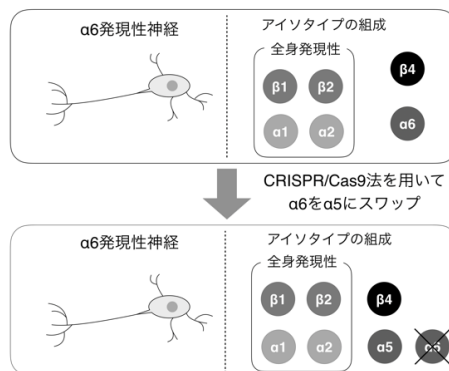 α6発現性神経
アイソタイプの組成
全身発現性
β1 β2 β4
α1 α2 α6
CRISPR/Cas9法を用いて
α6をα5にスワップ
α6発現性神経
アイソタイプの組成
全身発現性
β1 β2 β4
α1 α2 α5 α6